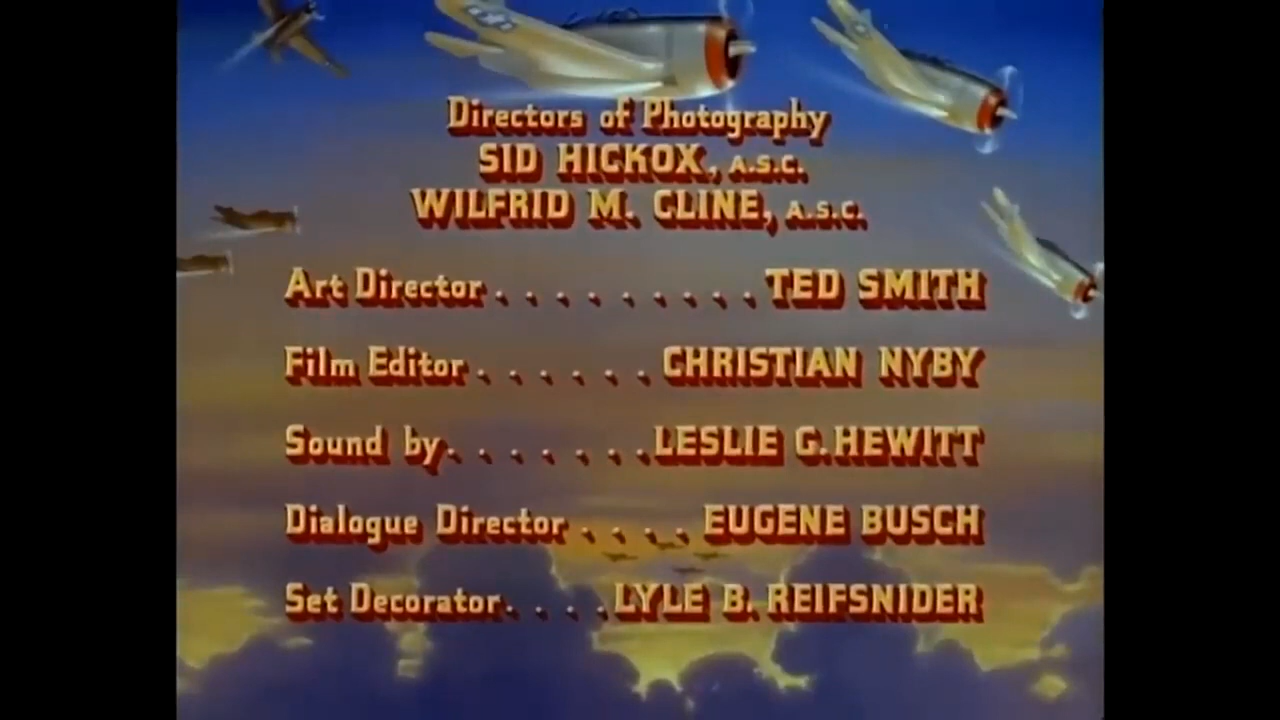 Directors of Photography
SID HICKOX, A.S.C.
WILFRID M. CLINE, A.S.C.
Art Director . . . . . . . . . TED SMITH
Film Editor . . . . . . CHRISTIAN NYBY
Sound by . . . . . . . LESLIE G. HEWITT
Dialogue Director . . . . EUGENE BUSCH
Set Decorator . . . . LYLE B. REIFSNIDER